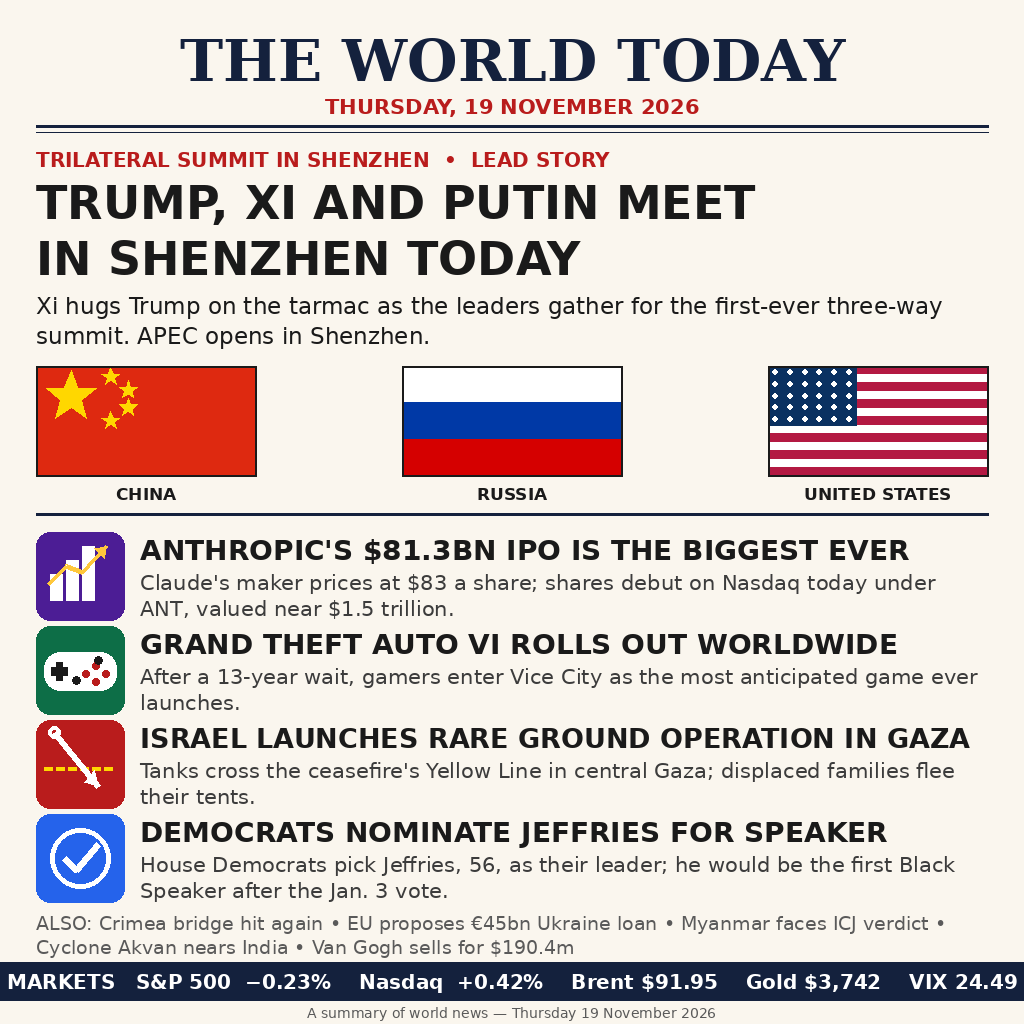 THE WORLD TODAY
THURSDAY, 19 NOVEMBER 2026
TRILATERAL SUMMIT IN SHENZHEN • LEAD STORY
TRUMP, XI AND PUTIN MEET
IN SHENZHEN TODAY
Xi hugs Trump on the tarmac as the leaders gather for the first-ever three-way
summit. APEC opens in Shenzhen.
CHINA RUSSIA UNITED STATES
ANTHROPIC'S $81.3BN IPO IS THE BIGGEST EVER
Claude's maker prices at $83 a share; shares debut on Nasdaq today under
ANT, valued near $1.5 trillion.
GRAND THEFT AUTO VI ROLLS OUT WORLDWIDE
After a 13-year wait, gamers enter Vice City as the most anticipated game ever
launches.
ISRAEL LAUNCHES RARE GROUND OPERATION IN GAZA
Tanks cross the ceasefire's Yellow Line in central Gaza; displaced families flee
their tents.
DEMOCRATS NOMINATE JEFFRIES FOR SPEAKER
House Democrats pick Jeffries, 56, as their leader; he would be the first Black
Speaker after the Jan. 3 vote.
ALSO: Crimea bridge hit again • EU proposes €45bn Ukraine loan • Myanmar faces ICJ verdict •
Cyclone Akvan nears India • Van Gogh sells for $190.4m
MARKETS S&P 500 −0.23% Nasdaq +0.42% Brent $91.95 Gold $3,742 VIX 24.49
A summary of world news — Thursday 19 November 2026